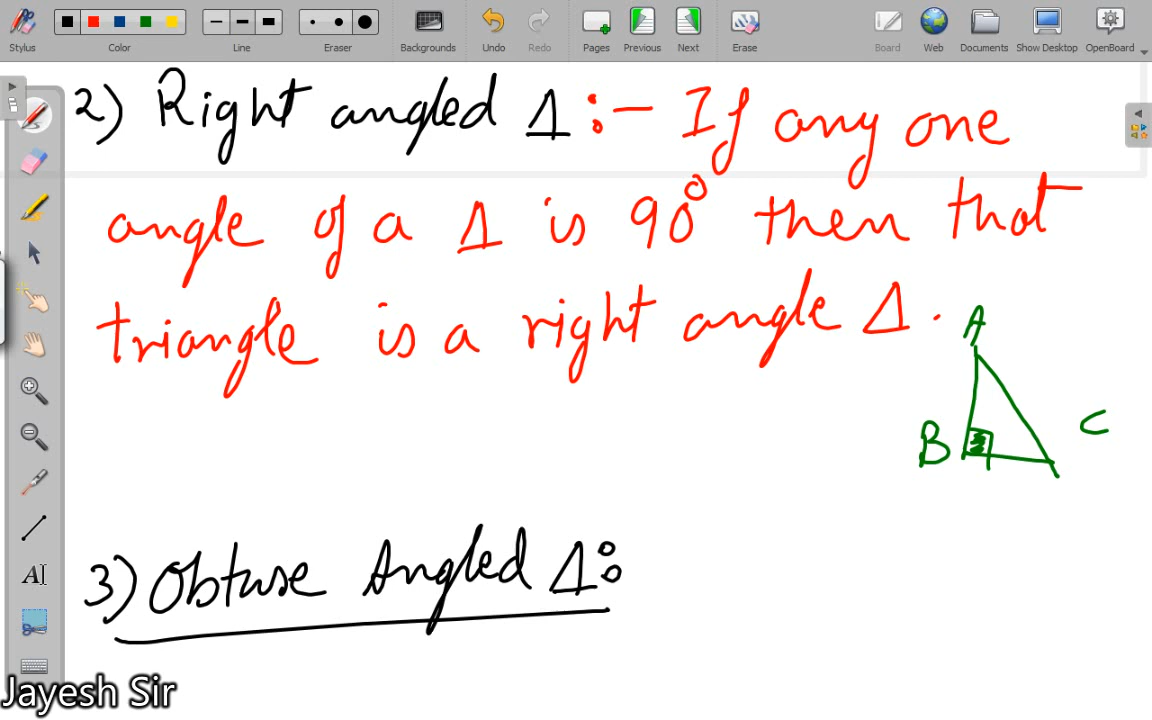 Stylus
Color
Line
Eraser
Backgrounds
Undo
Redo
Pages
Previous
Next
Erase
Board
Web
Documents
Show Desktop
OpenBoard
2) Right angled Δ :- If any one
angle of a Δ is 90° then that
triangle is a right angle Δ.
A
B
C
3) Obtuse Angled Δ:
AI
Jayesh Sir